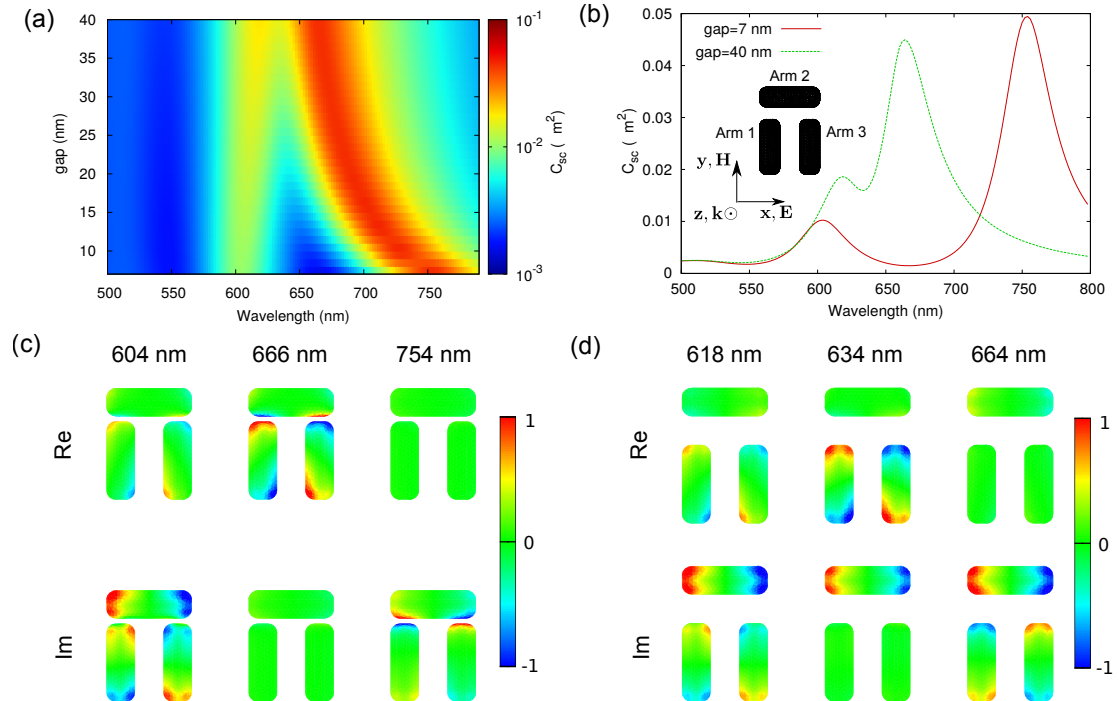 (a)
40
35
30
25
20
15
10
gap (nm)
500 550 600 650 700 750
Wavelength (nm)
10-1
10-2
10-3
Csc ( m2)
(b)
0.05
0.04
0.03
0.02
0.01
0
Csc ( m2)
gap=7 nm
gap=40 nm
Arm 2
Arm 1
Arm 3
y, H
z, k⊙
x, E
500 550 600 650 700 750 800
Wavelength (nm)
(c)
604 nm 666 nm 754 nm
Re
Im
1
0
-1
(d)
618 nm 634 nm 664 nm
Re
Im
1
0
-1